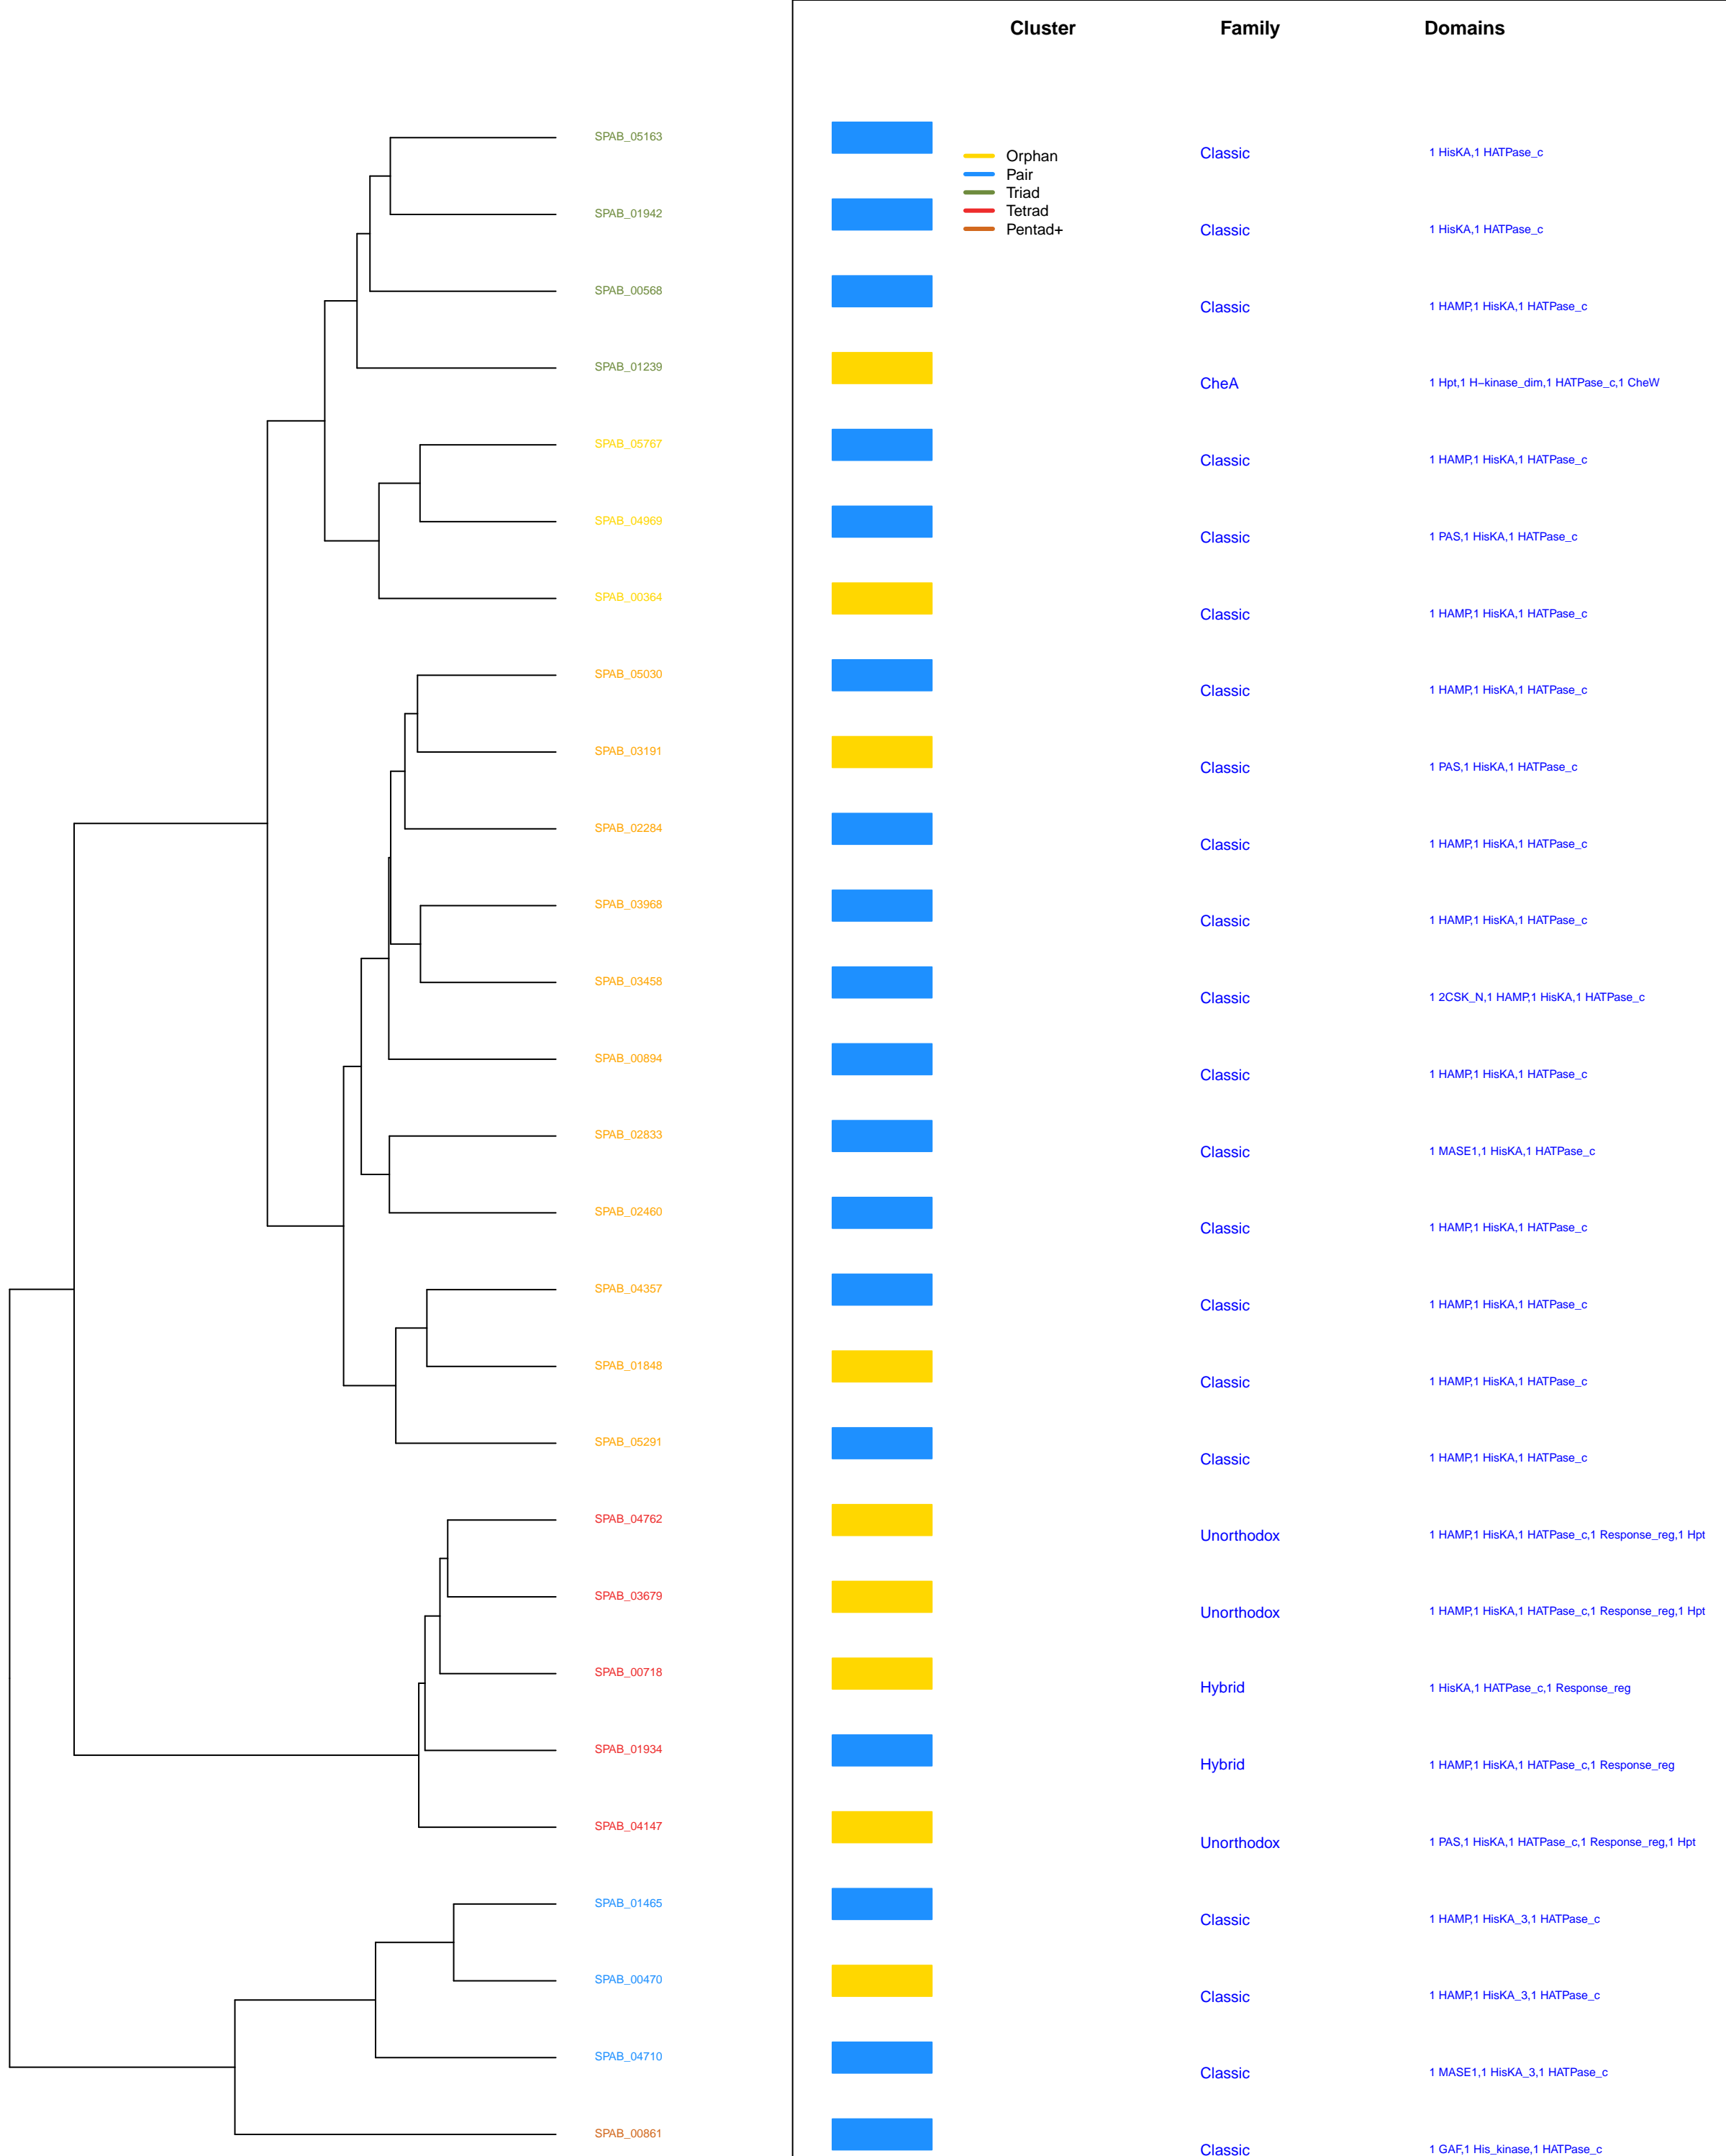 Cluster Family Domains
SPAB_05163
Orphan
Classic 1 HisKA,1 HATPase_c
Pair
Triad
SPAB_01942 Tetrad
Pentad+
Classic 1 HisKA,1 HATPase_c
SPAB_00568
Classic 1 HAMP,1 HisKA,1 HATPase_c
SPAB_01239
CheA 1 Hpt,1 H−kinase_dim,1 HATPase_c,1 CheW
SPAB_05767
Classic 1 HAMP,1 HisKA,1 HATPase_c
SPAB_04969
Classic 1 PAS,1 HisKA,1 HATPase_c
SPAB_00364
Classic 1 HAMP,1 HisKA,1 HATPase_c
SPAB_05030
Classic 1 HAMP,1 HisKA,1 HATPase_c
SPAB_03191
Classic 1 PAS,1 HisKA,1 HATPase_c
SPAB_02284
Classic 1 HAMP,1 HisKA,1 HATPase_c
SPAB_03968
Classic 1 HAMP,1 HisKA,1 HATPase_c
SPAB_03458
Classic 1 2CSK_N,1 HAMP,1 HisKA,1 HATPase_c
SPAB_00894
Classic 1 HAMP,1 HisKA,1 HATPase_c
SPAB_02833
Classic 1 MASE1,1 HisKA,1 HATPase_c
SPAB_02460
Classic 1 HAMP,1 HisKA,1 HATPase_c
SPAB_04357
Classic 1 HAMP,1 HisKA,1 HATPase_c
SPAB_01848
Classic 1 HAMP,1 HisKA,1 HATPase_c
SPAB_05291
Classic 1 HAMP,1 HisKA,1 HATPase_c
SPAB_04762
Unorthodox 1 HAMP,1 HisKA,1 HATPase_c,1 Response_reg,1 Hpt
SPAB_03679
Unorthodox 1 HAMP,1 HisKA,1 HATPase_c,1 Response_reg,1 Hpt
SPAB_00718
Hybrid 1 HisKA,1 HATPase_c,1 Response_reg
SPAB_01934
Hybrid 1 HAMP,1 HisKA,1 HATPase_c,1 Response_reg
SPAB_04147
Unorthodox 1 PAS,1 HisKA,1 HATPase_c,1 Response_reg,1 Hpt
SPAB_01465
Classic 1 HAMP,1 HisKA_3,1 HATPase_c
SPAB_00470
Classic 1 HAMP,1 HisKA_3,1 HATPase_c
SPAB_04710
Classic 1 MASE1,1 HisKA_3,1 HATPase_c
SPAB_00861
Classic 1 GAF,1 His_kinase,1 HATPase_c